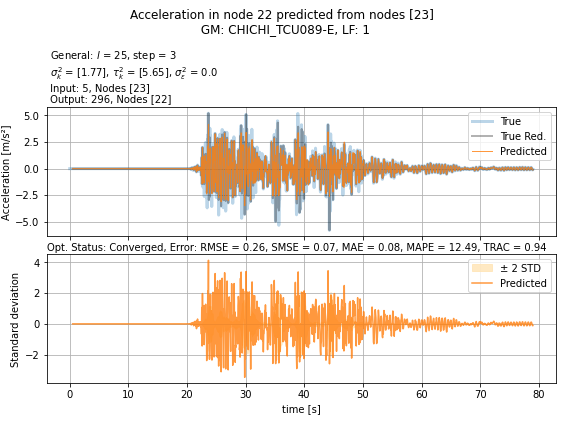 Acceleration in node 22 predicted from nodes [23]
GM: CHICHI_TCU089-E, LF: 1
General: l = 25, step = 3
σ²ₖ = [1.77], τ²ₖ = [5.65], σ²ε = 0.0
Input: 5, Nodes [23]
Output: 296, Nodes [22]
Acceleration [m/s²]
5.0
2.5
0.0
−2.5
−5.0
True
True Red.
Predicted
Opt. Status: Converged, Error: RMSE = 0.26, SMSE = 0.07, MAE = 0.08, MAPE = 12.49, TRAC = 0.94
Standard deviation
4
2
0
−2
± 2 STD
Predicted
0 10 20 30 40 50 60 70 80
time [s]